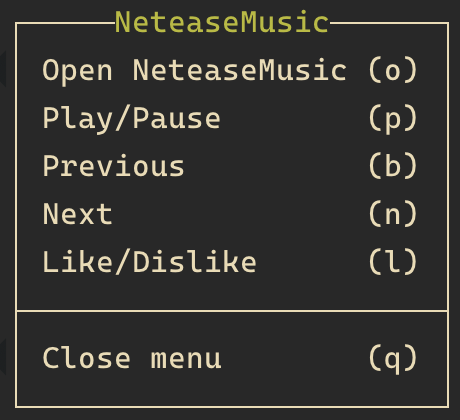 NeteaseMusic
Open NeteaseMusic (o)
Play/Pause (p)
Previous (b)
Next (n)
Like/Dislike (l)
Close menu (q)